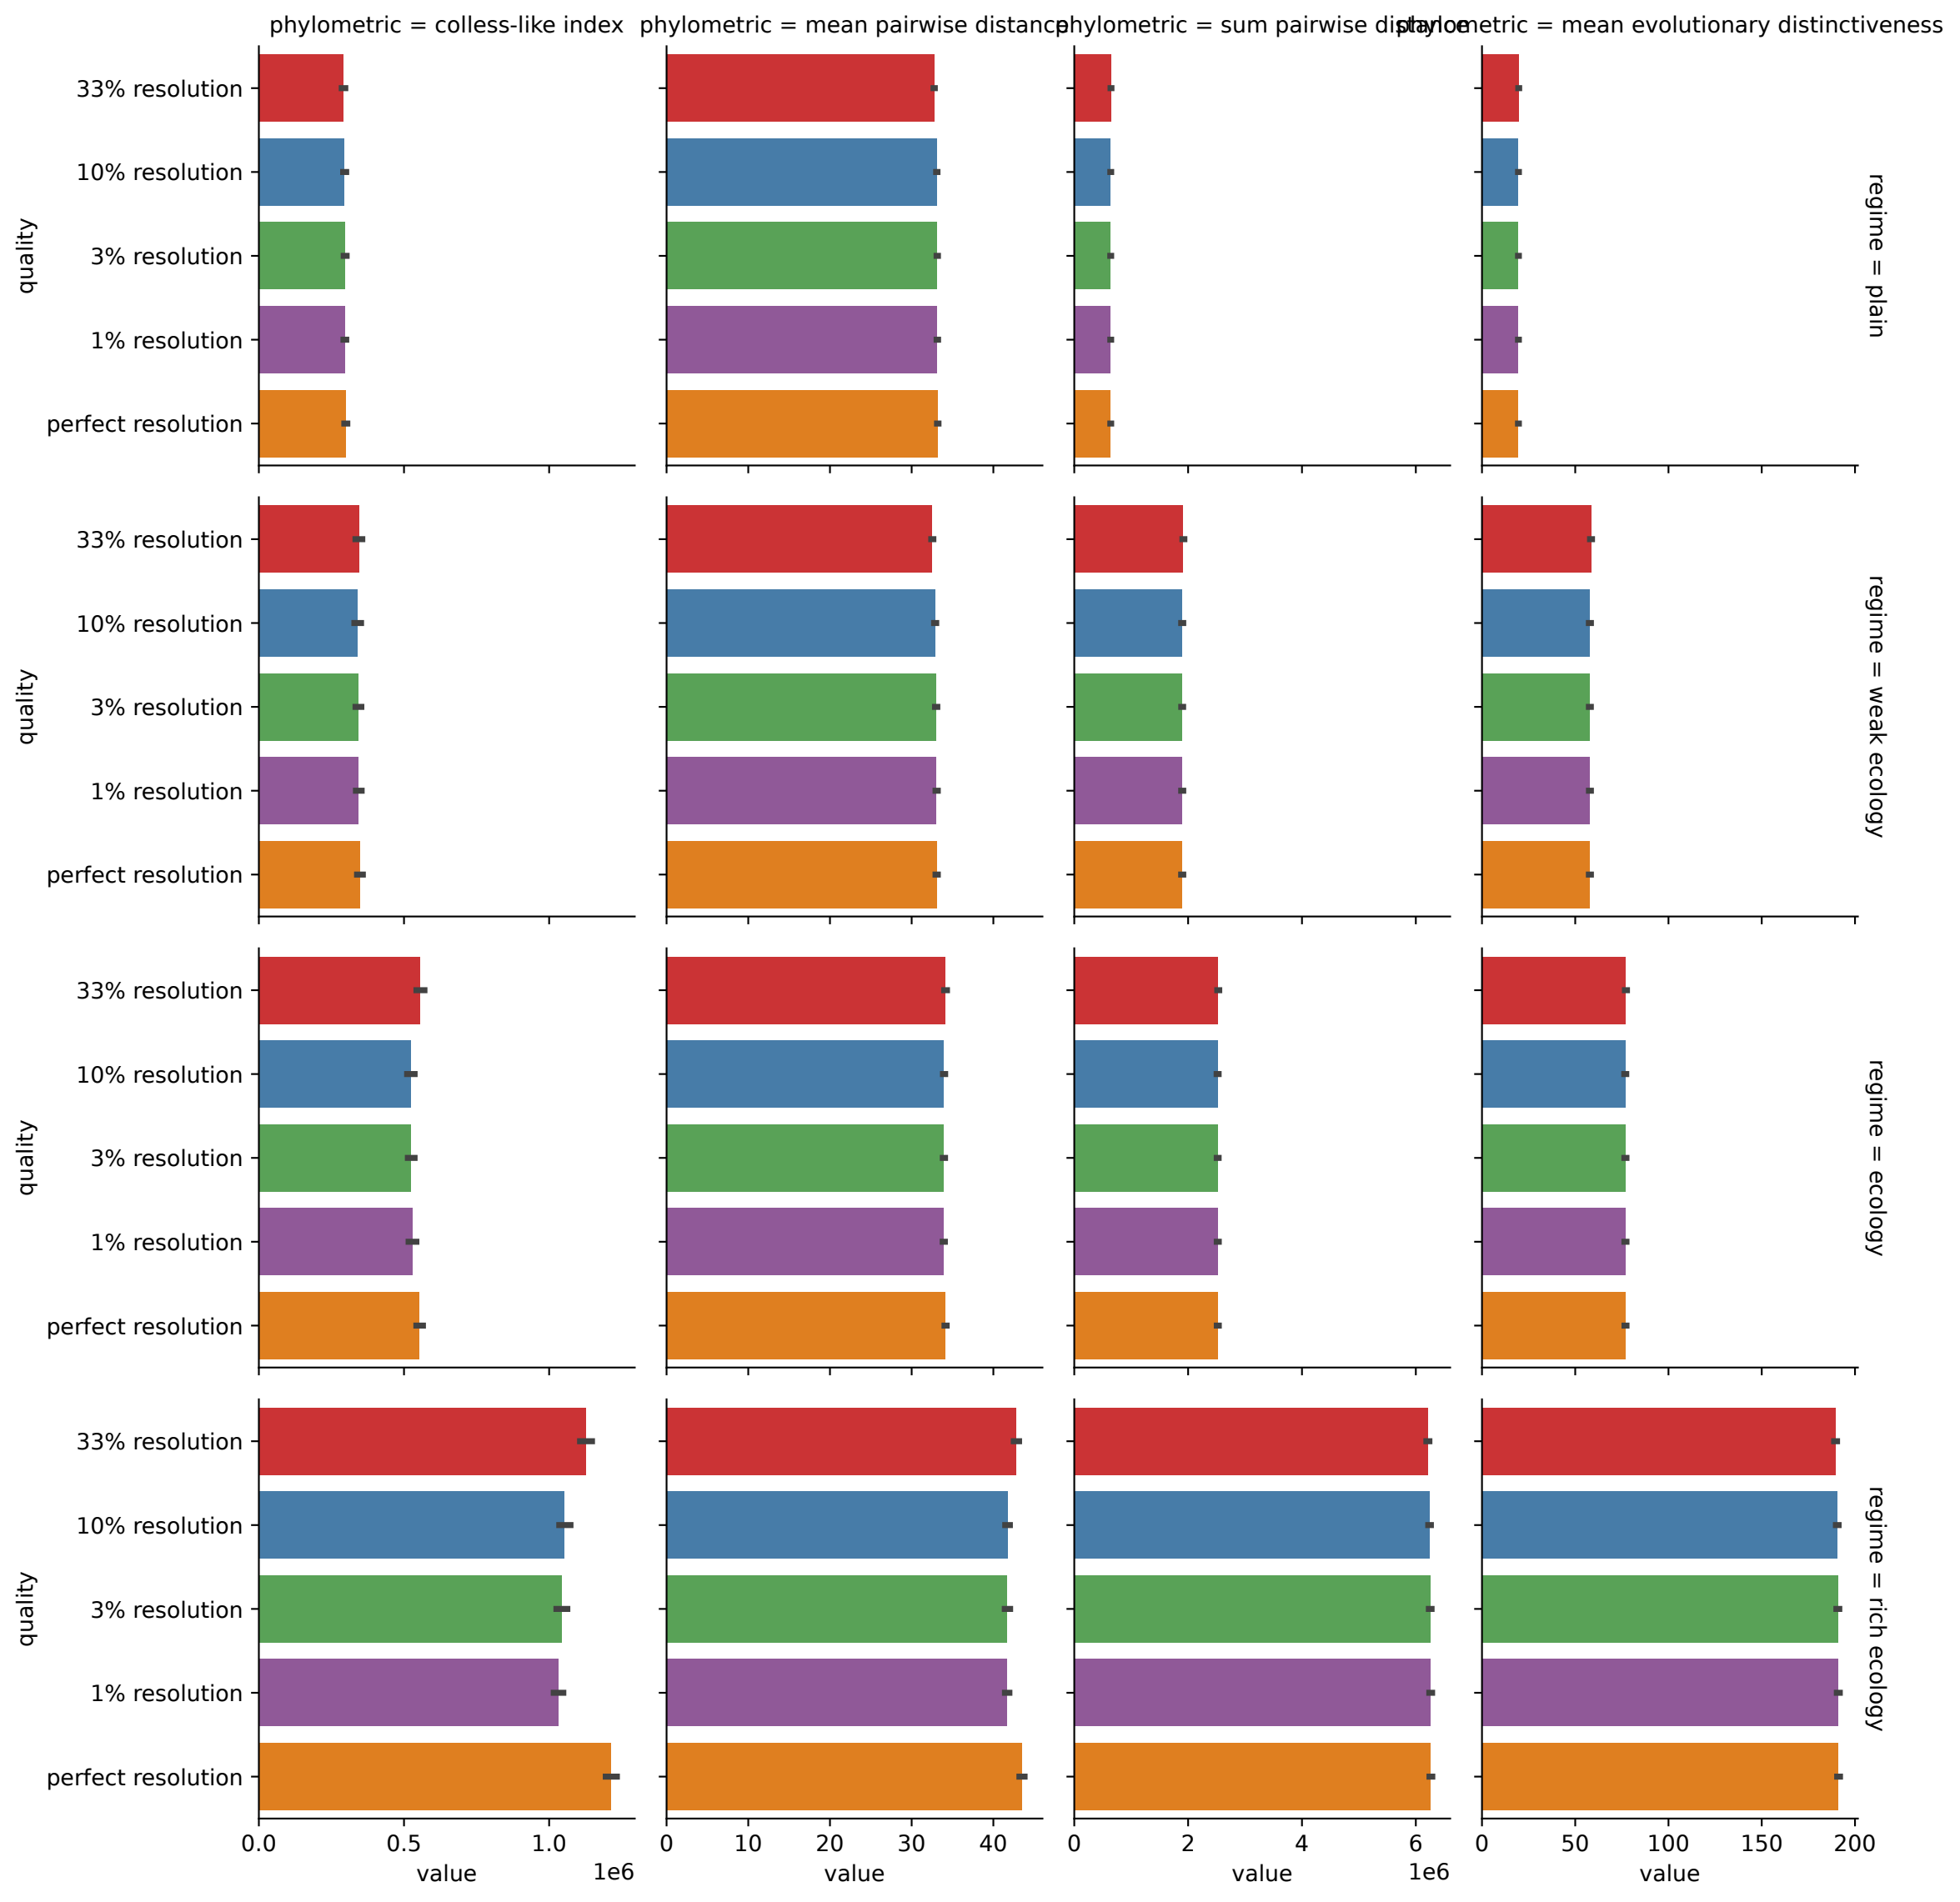 phylometric = colless-like index
phylometric = mean pairwise distance
phylometric = sum pairwise distance
phylometric = mean evolutionary distinctiveness
quality
33% resolution
10% resolution
3% resolution
1% resolution
perfect resolution
regime = plain
quality
33% resolution
10% resolution
3% resolution
1% resolution
perfect resolution
regime = weak ecology
quality
33% resolution
10% resolution
3% resolution
1% resolution
perfect resolution
regime = ecology
quality
33% resolution
10% resolution
3% resolution
1% resolution
perfect resolution
regime = rich ecology
0.0 0.5 1.0
1e6
value
0 10 20 30 40
value
0 2 4 6
1e6
value
0 50 100 150 200
value